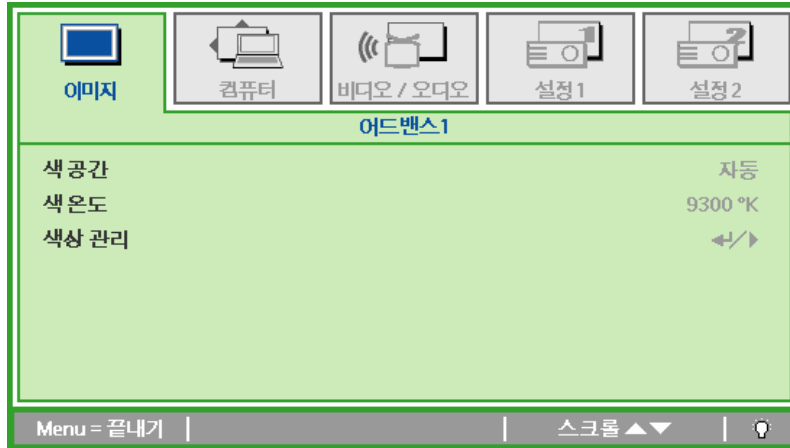 이미지
컴퓨터
비디오 / 오디오
설정 1
설정 2
어드밴스1
색 공간 자동
색 온도 9300 °K
색상 관리 /
Menu = 끝내기 스크롤▲▼